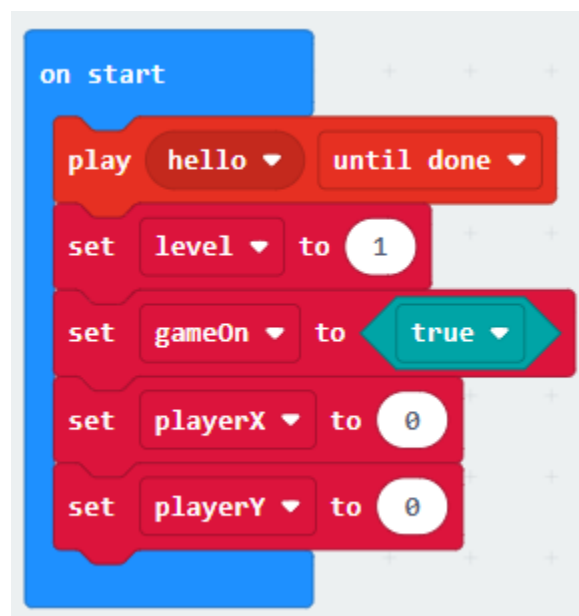 on start
play hello until done
set level to 1
set gameOn to true
set playerX to 0
set playerY to 0